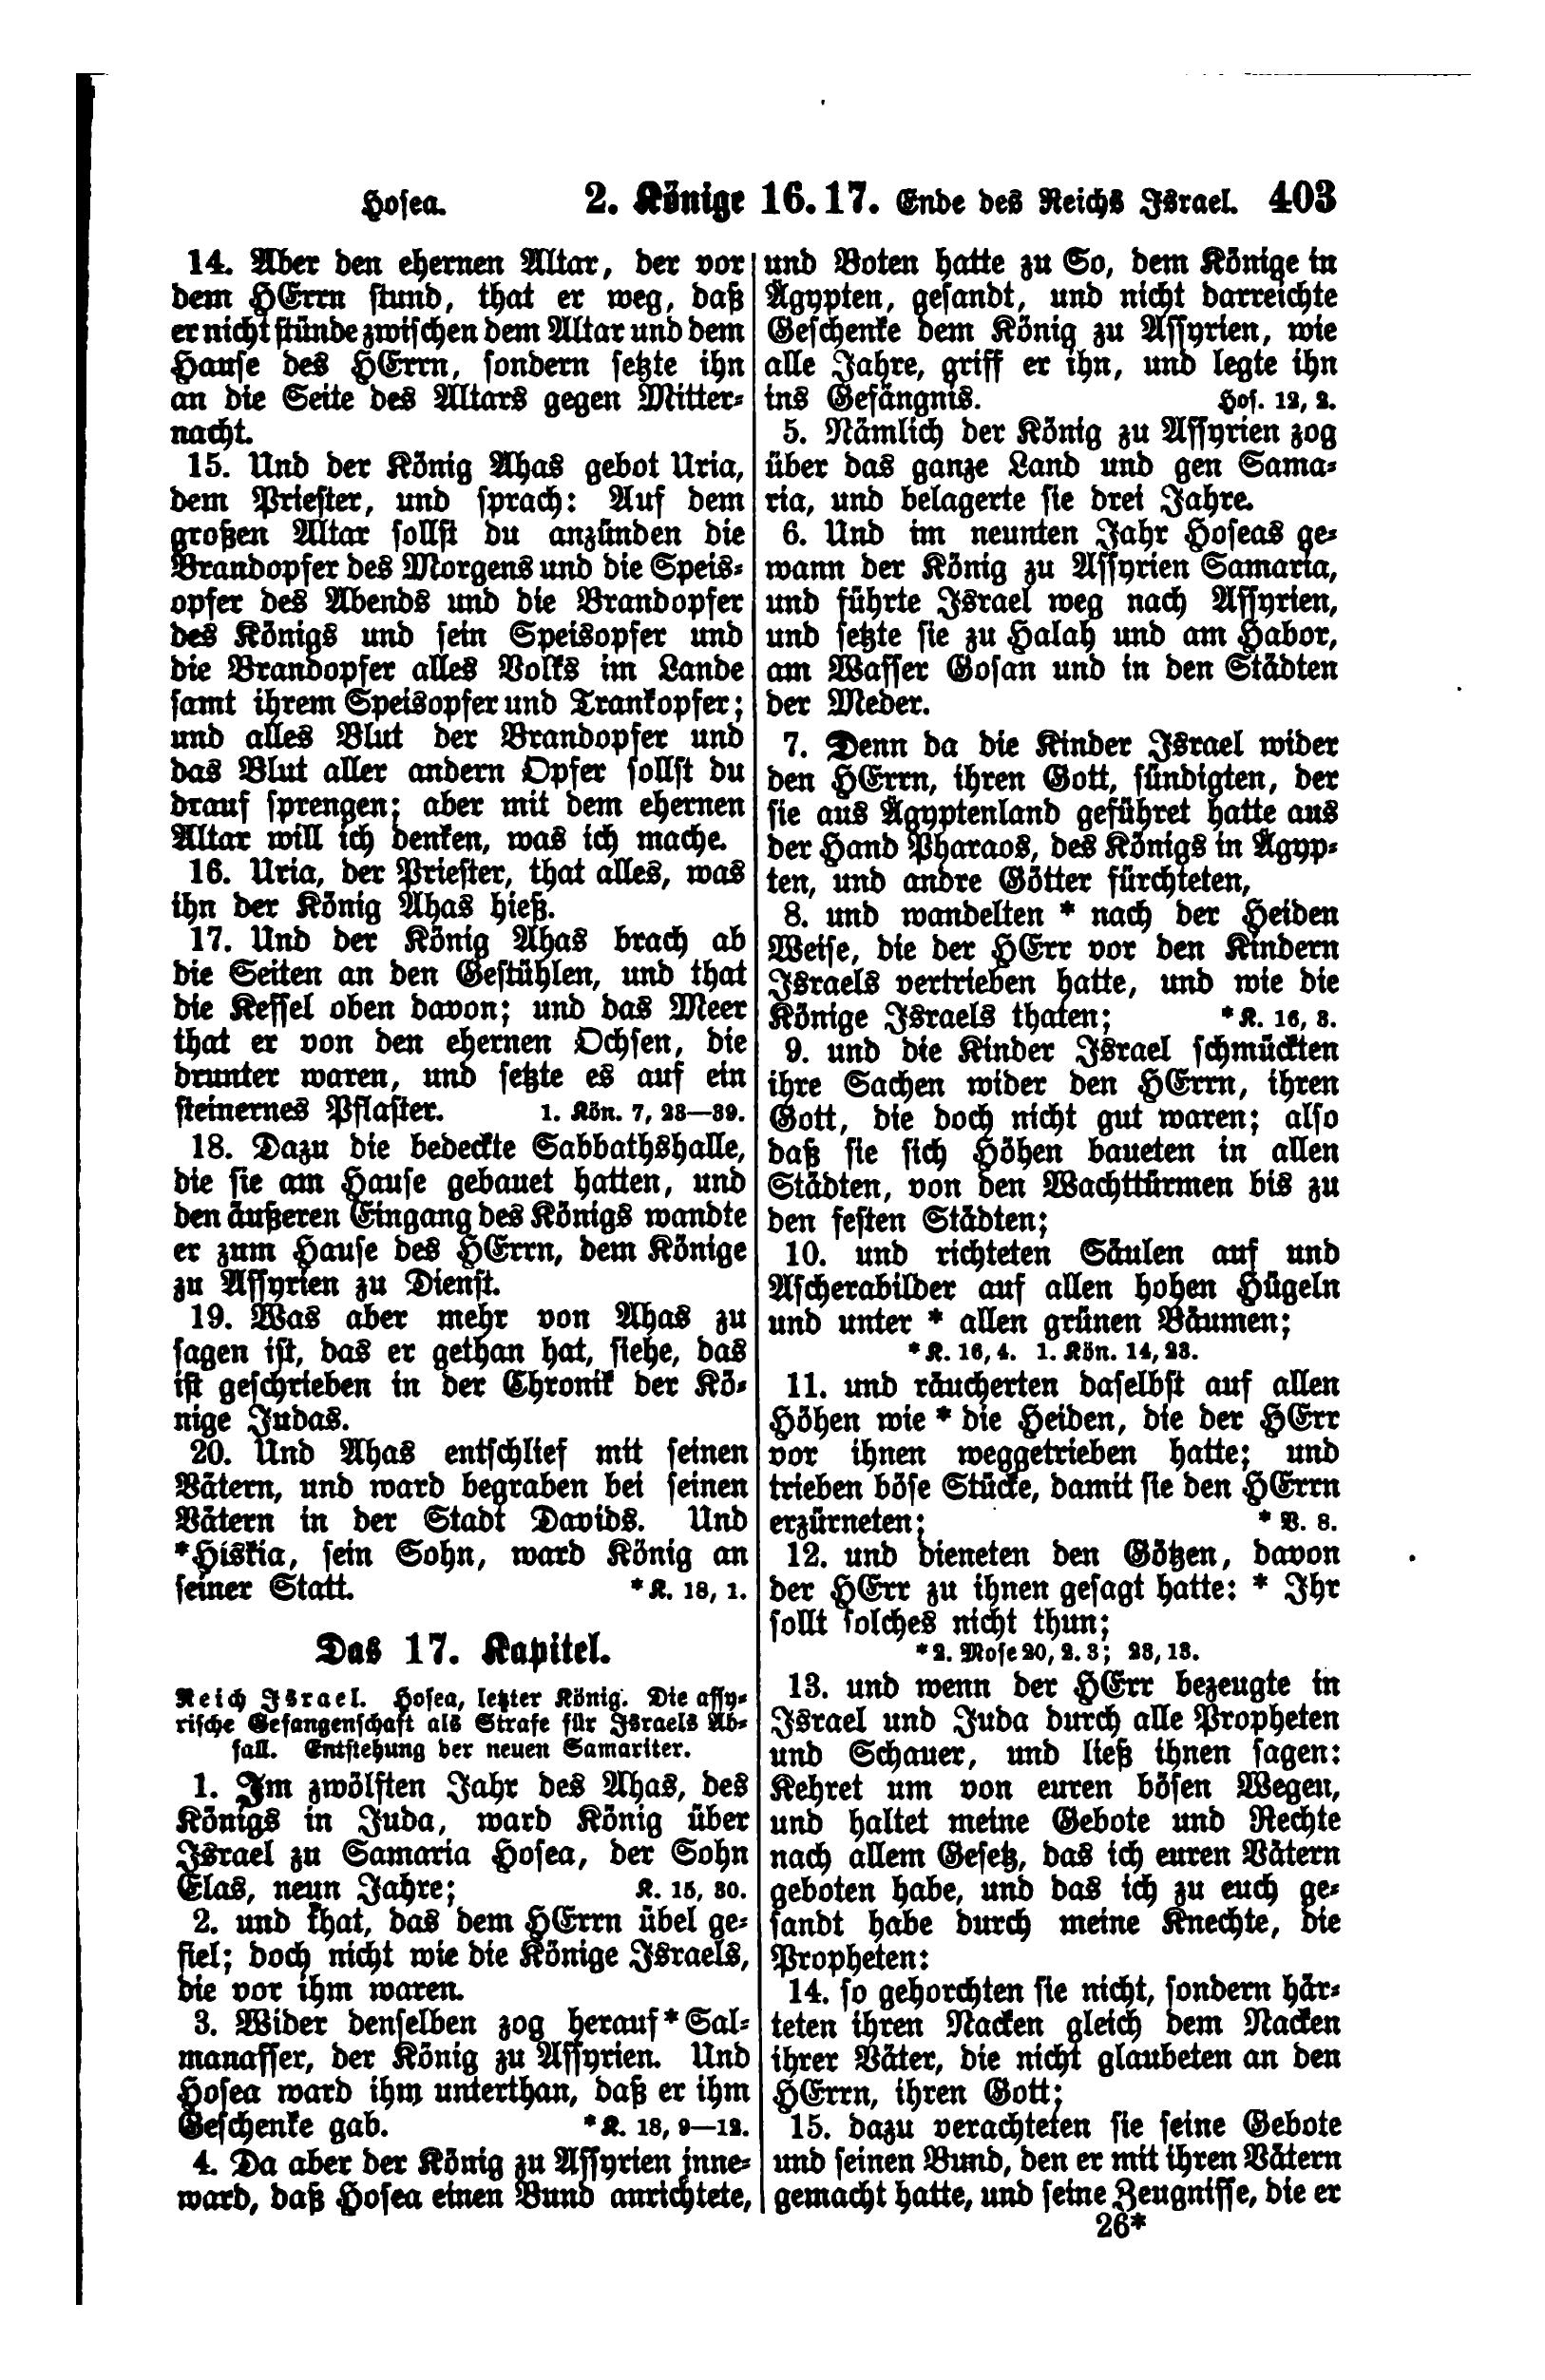 Hosea. 2. Könige 16. 17. Ende des Reichs Israel. 403
14. Aber den ehernen Altar, der vor
dem HErrn stund, that er weg, daß
er nicht stünde zwischen dem Altar und dem
Hause des HErrn, sondern setzte ihn
an die Seite des Altars gegen Mitter-
nacht.
15. Und der König Ahas gebot Uria,
dem Priester, und sprach: Auf dem
großen Altar sollst du anzünden die
Brandopfer des Morgens und die Speis-
opfer des Abends und die Brandopfer
des Königs und sein Speisopfer und
die Brandopfer alles Volks im Lande
samt ihrem Speisopfer und Trankopfer;
und alles Blut der Brandopfer und
das Blut aller andern Opfer sollst du
drauf sprengen; aber mit dem ehernen
Altar will ich denken, was ich mache.
16. Uria, der Priester, that alles, was
ihn der König Ahas hieß.
17. Und der König Ahas brach ab
die Seiten an den Gestühlen, und that
die Kessel oben davon; und das Meer
that er von den ehernen Ochsen, die
drunter waren, und setzte es auf ein
steinernes Pflaster. 1. Kön. 7, 23—39.
18. Dazu die bedeckte Sabbathshalle,
die sie am Hause gebauet hatten, und
den äußeren Eingang des Königs wandte
er zum Hause des HErrn, dem Könige
zu Assyrien zu Dienst.
19. Was aber mehr von Ahas zu
sagen ist, das er gethan hat, siehe, das
ist geschrieben in der Chronik der Kö-
nige Judas.
20. Und Ahas entschlief mit seinen
Vätern, und ward begraben bei seinen
Vätern in der Stadt Davids. Und
*Hiskia, sein Sohn, ward König an
seiner Statt. *K. 18, 1.
Das 17. Kapitel.
Reich Israel. Hosea, letzter König. Die assy-
rische Gefangenschaft als Strafe für Israels Ab-
fall. Entstehung der neuen Samariter.
1. Im zwölften Jahr des Ahas, des
Königs in Juda, ward König über
Israel zu Samaria Hosea, der Sohn
Elas, neun Jahre; K. 15, 30.
2. und that, das dem HErrn übel ge-
fiel; doch nicht wie die Könige Israels,
die vor ihm waren.
3. Wider denselben zog herauf * Sal-
manasser, der König zu Assyrien. Und
Hosea ward ihm unterthan, daß er ihm
Geschenke gab. *K. 18, 9—12.
4. Da aber der König zu Assyrien inne-
ward, daß Hosea einen Bund anrichtete,
und Boten hatte zu So, dem Könige in
Ägypten, gesandt, und nicht darreichte
Geschenke dem König zu Assyrien, wie
alle Jahre, griff er ihn, und legte ihn
ins Gefängnis. Hos. 12, 2.
5. Nämlich der König zu Assyrien zog
über das ganze Land und gen Sama-
ria, und belagerte sie drei Jahre.
6. Und im neunten Jahr Hoseas ge-
wann der König zu Assyrien Samaria,
und führte Israel weg nach Assyrien,
und setzte sie zu Halah und am Habor,
am Wasser Gosan und in den Städten
der Meder.
7. Denn da die Kinder Israel wider
den HErrn, ihren Gott, sündigten, der
sie aus Ägyptenland geführet hatte aus
der Hand Pharaos, des Königs in Ägyp-
ten, und andre Götter fürchteten,
8. und wandelten * nach der Heiden
Weise, die der HErr vor den Kindern
Israels vertrieben hatte, und wie die
Könige Israels thaten; *K. 16, 3.
9. und die Kinder Israel schmückten
ihre Sachen wider den HErrn, ihren
Gott, die doch nicht gut waren; also
daß sie sich Höhen baueten in allen
Städten, von den Wachttürmen bis zu
den festen Städten;
10. und richteten Säulen auf und
Ascherabilder auf allen hohen Hügeln
und unter * allen grünen Bäumen;
*K. 16, 4. 1. Kön. 14, 23.
11. und räucherten daselbst auf allen
Höhen wie * die Heiden, die der HErr
vor ihnen weggetrieben hatte; und
trieben böse Stücke, damit sie den HErrn
erzürneten; * V. 8.
12. und dieneten den Götzen, davon
der HErr zu ihnen gesagt hatte: * Ihr
sollt solches nicht thun;
*2. Mose 20, 2. 3; 23, 13.
13. und wenn der HErr bezeugte in
Israel und Juda durch alle Propheten
und Schauer, und ließ ihnen sagen:
Kehret um von euren bösen Wegen,
und haltet meine Gebote und Rechte
nach allem Gesetz, das ich euren Vätern
geboten habe, und das ich zu euch ge-
sandt habe durch meine Knechte, die
Propheten:
14. so gehorchten sie nicht, sondern här-
teten ihren Nacken gleich dem Nacken
ihrer Väter, die nicht glaubeten an den
HErrn, ihren Gott;
15. dazu verachteten sie seine Gebote
und seinen Bund, den er mit ihren Vätern
gemacht hatte, und seine Zeugnisse, die er
26*